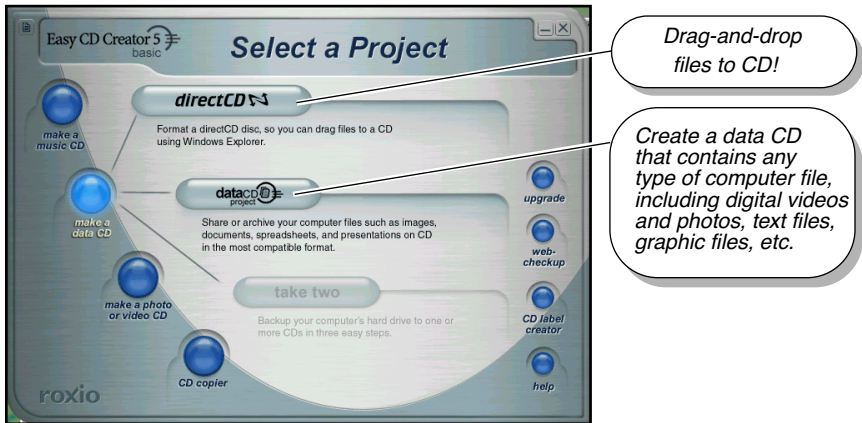 Easy CD Creator 5
basic
Select a Project
directCD
Format a directCD disc, so you can drag files to a CD
using Windows Explorer.
make a
music CD
datacD
project
Share or archive your computer files such as images,
documents, spreadsheets, and presentations on CD
in the most compatible format.
make a
data CD
take two
Backup your computer's hard drive to one or
more CDs in three easy steps.
make a photo
or video CD
CD copier
upgrade
web-
checkup
CD label
creator
help
roxio
Drag-and-drop
files to CD!
Create a data CD
that contains any
type of computer file,
including digital videos
and photos, text files,
graphic files, etc.